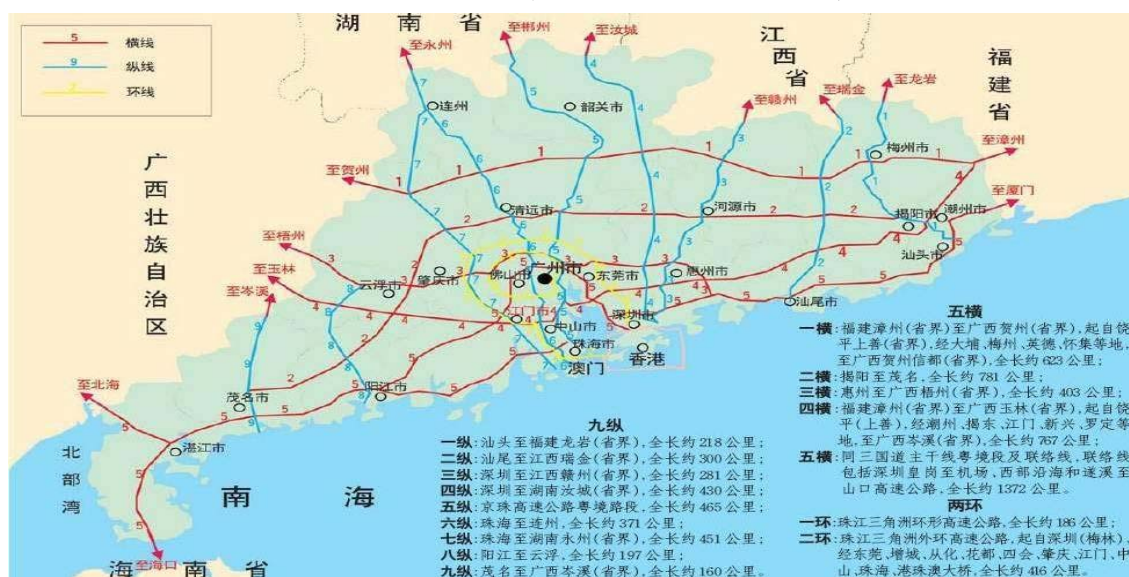 湖南省
江西省
福建省
5 横线
9 纵线
2 环线
至永州
至郴州
至汝城
至赣州
至瑞金
至龙岩
至漳州
至厦门
连州
韶关市
梅州市
广西壮族自治区
至贺州
至梧州
至玉林
至岑溪
至北海
至海口
清远市
河源市
揭阳市
潮州市
汕头市
云浮市
肇庆市
佛山市
广州市
东莞市
惠州市
汕尾市
江门市
中山市
深圳市
珠海市
澳门
香港
茂名市
阳江市
湛江市
北部湾
南海
海南省
九纵
一纵:汕头至福建龙岩(省界),全长约218公里;
二纵:汕尾至江西瑞金(省界),全长约300公里;
三纵:深圳至江西赣州(省界),全长约281公里;
四纵:深圳至湖南汝城(省界),全长约430公里;
五纵:京珠高速公路粤境路段,全长约465公里;
六纵:珠海至连州,全长约371公里;
七纵:珠海至湖南永州(省界),全长约451公里;
八纵:阳江至云浮,全长约197公里;
九纵:茂名至广西岑溪(省界),全长约160公里。
五横
一横:福建漳州(省界)至广西贺州(省界),起自饶
平上善(省界),经大埔、梅州、英德、怀集等地,
至广西贺州信都(省界),全长约623公里;
二横:揭阳至茂名,全长约781公里;
三横:惠州至广西梧州(省界),全长约403公里;
四横:福建漳州(省界)至广西玉林(省界),起自饶
平(上善),经潮州、揭东、江门、新兴、罗定等
地,至广西岑溪(省界),全长约767公里;
五横:同三国道主干线粤境段及联络线,联络线
包括深圳皇岗至机场、西部沿海和遂溪至
山口高速公路,全长约1372公里。
两环
一环:珠江三角洲环形高速公路,全长约186公里;
二环:珠江三角洲外环高速公路,起自深圳(梅林),
经东莞、增城、从化、花都、四会、肇庆、江门、中
山、珠海、港珠澳大桥,全长约416公里。